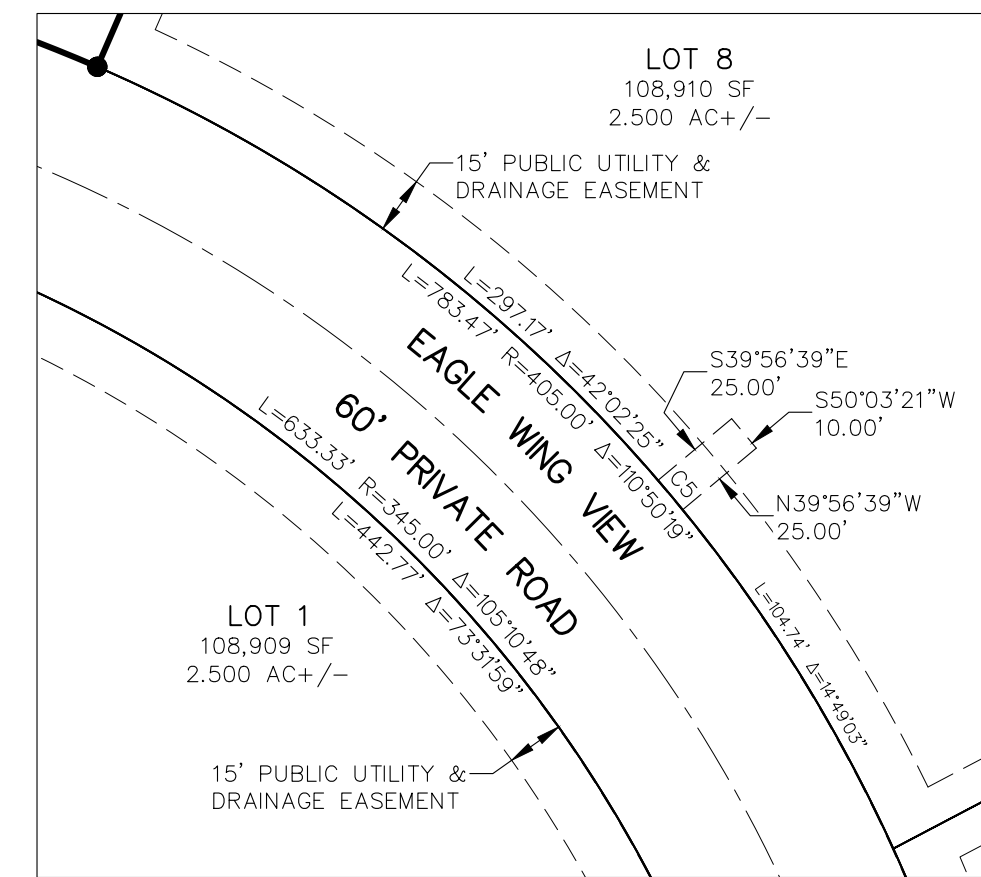 LOT 8
108,910 SF
2.500 AC+/-
15' PUBLIC UTILITY &
DRAINAGE EASEMENT
L=297.17' Δ=42°02'25"
L=783.47' R=405.00' Δ=110°50'19"
EAGLE WING VIEW
60' PRIVATE ROAD
S39°56'39"E
25.00'
S50°03'21"W
10.00'
C5
N39°56'39"W
25.00'
L=633.33' R=345.00' Δ=105°10'48"
L=442.77' Δ=73°31'59"
L=104.74' Δ=14°49'03"
LOT 1
108,909 SF
2.500 AC+/-
15' PUBLIC UTILITY &
DRAINAGE EASEMENT